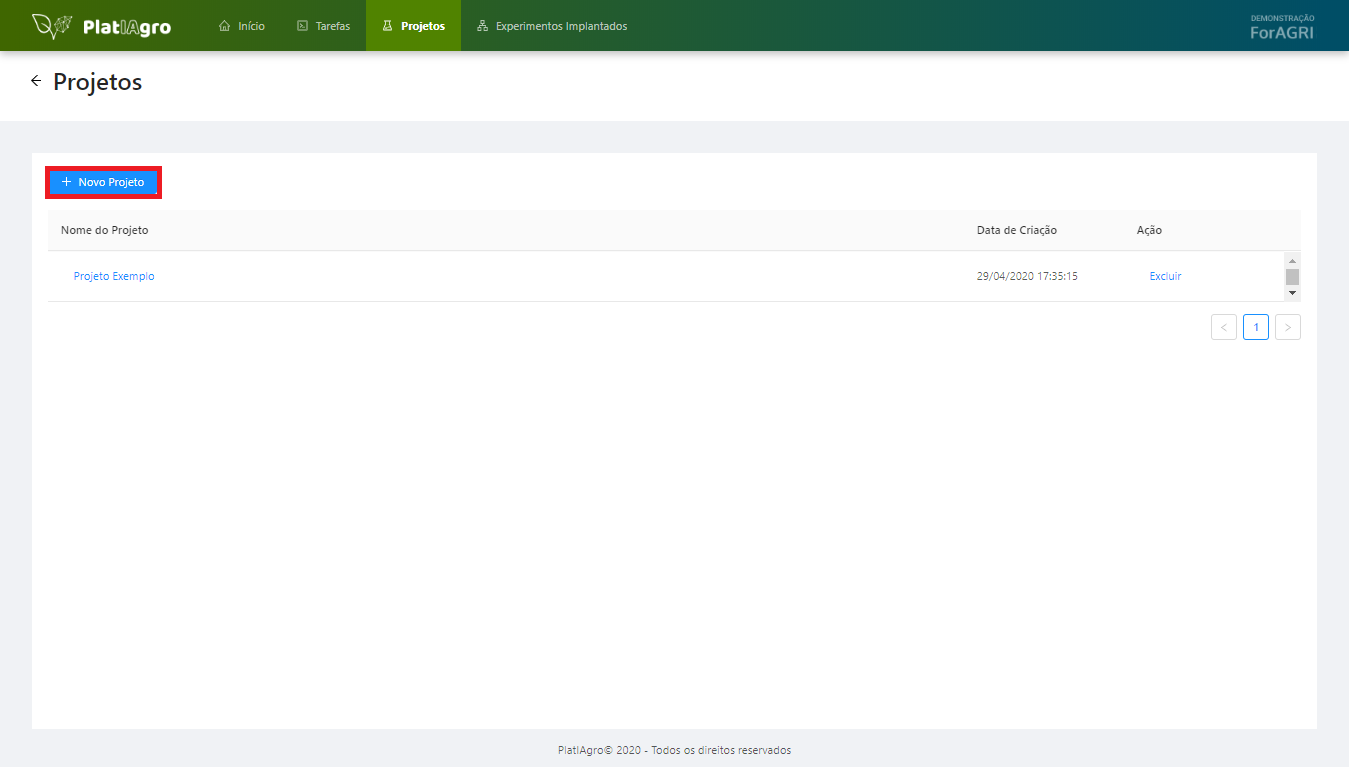 PlatIAgro
Início
Tarefas
Projetos
Experimentos Implantados
DEMONSTRAÇÃO
ForAGRI
Projetos
Novo Projeto
Nome do Projeto
Data de Criação
Ação
Projeto Exemplo
29/04/2020 17:35:15
Excluir
< 1 >
PlatIAgro© 2020 - Todos os direitos reservados